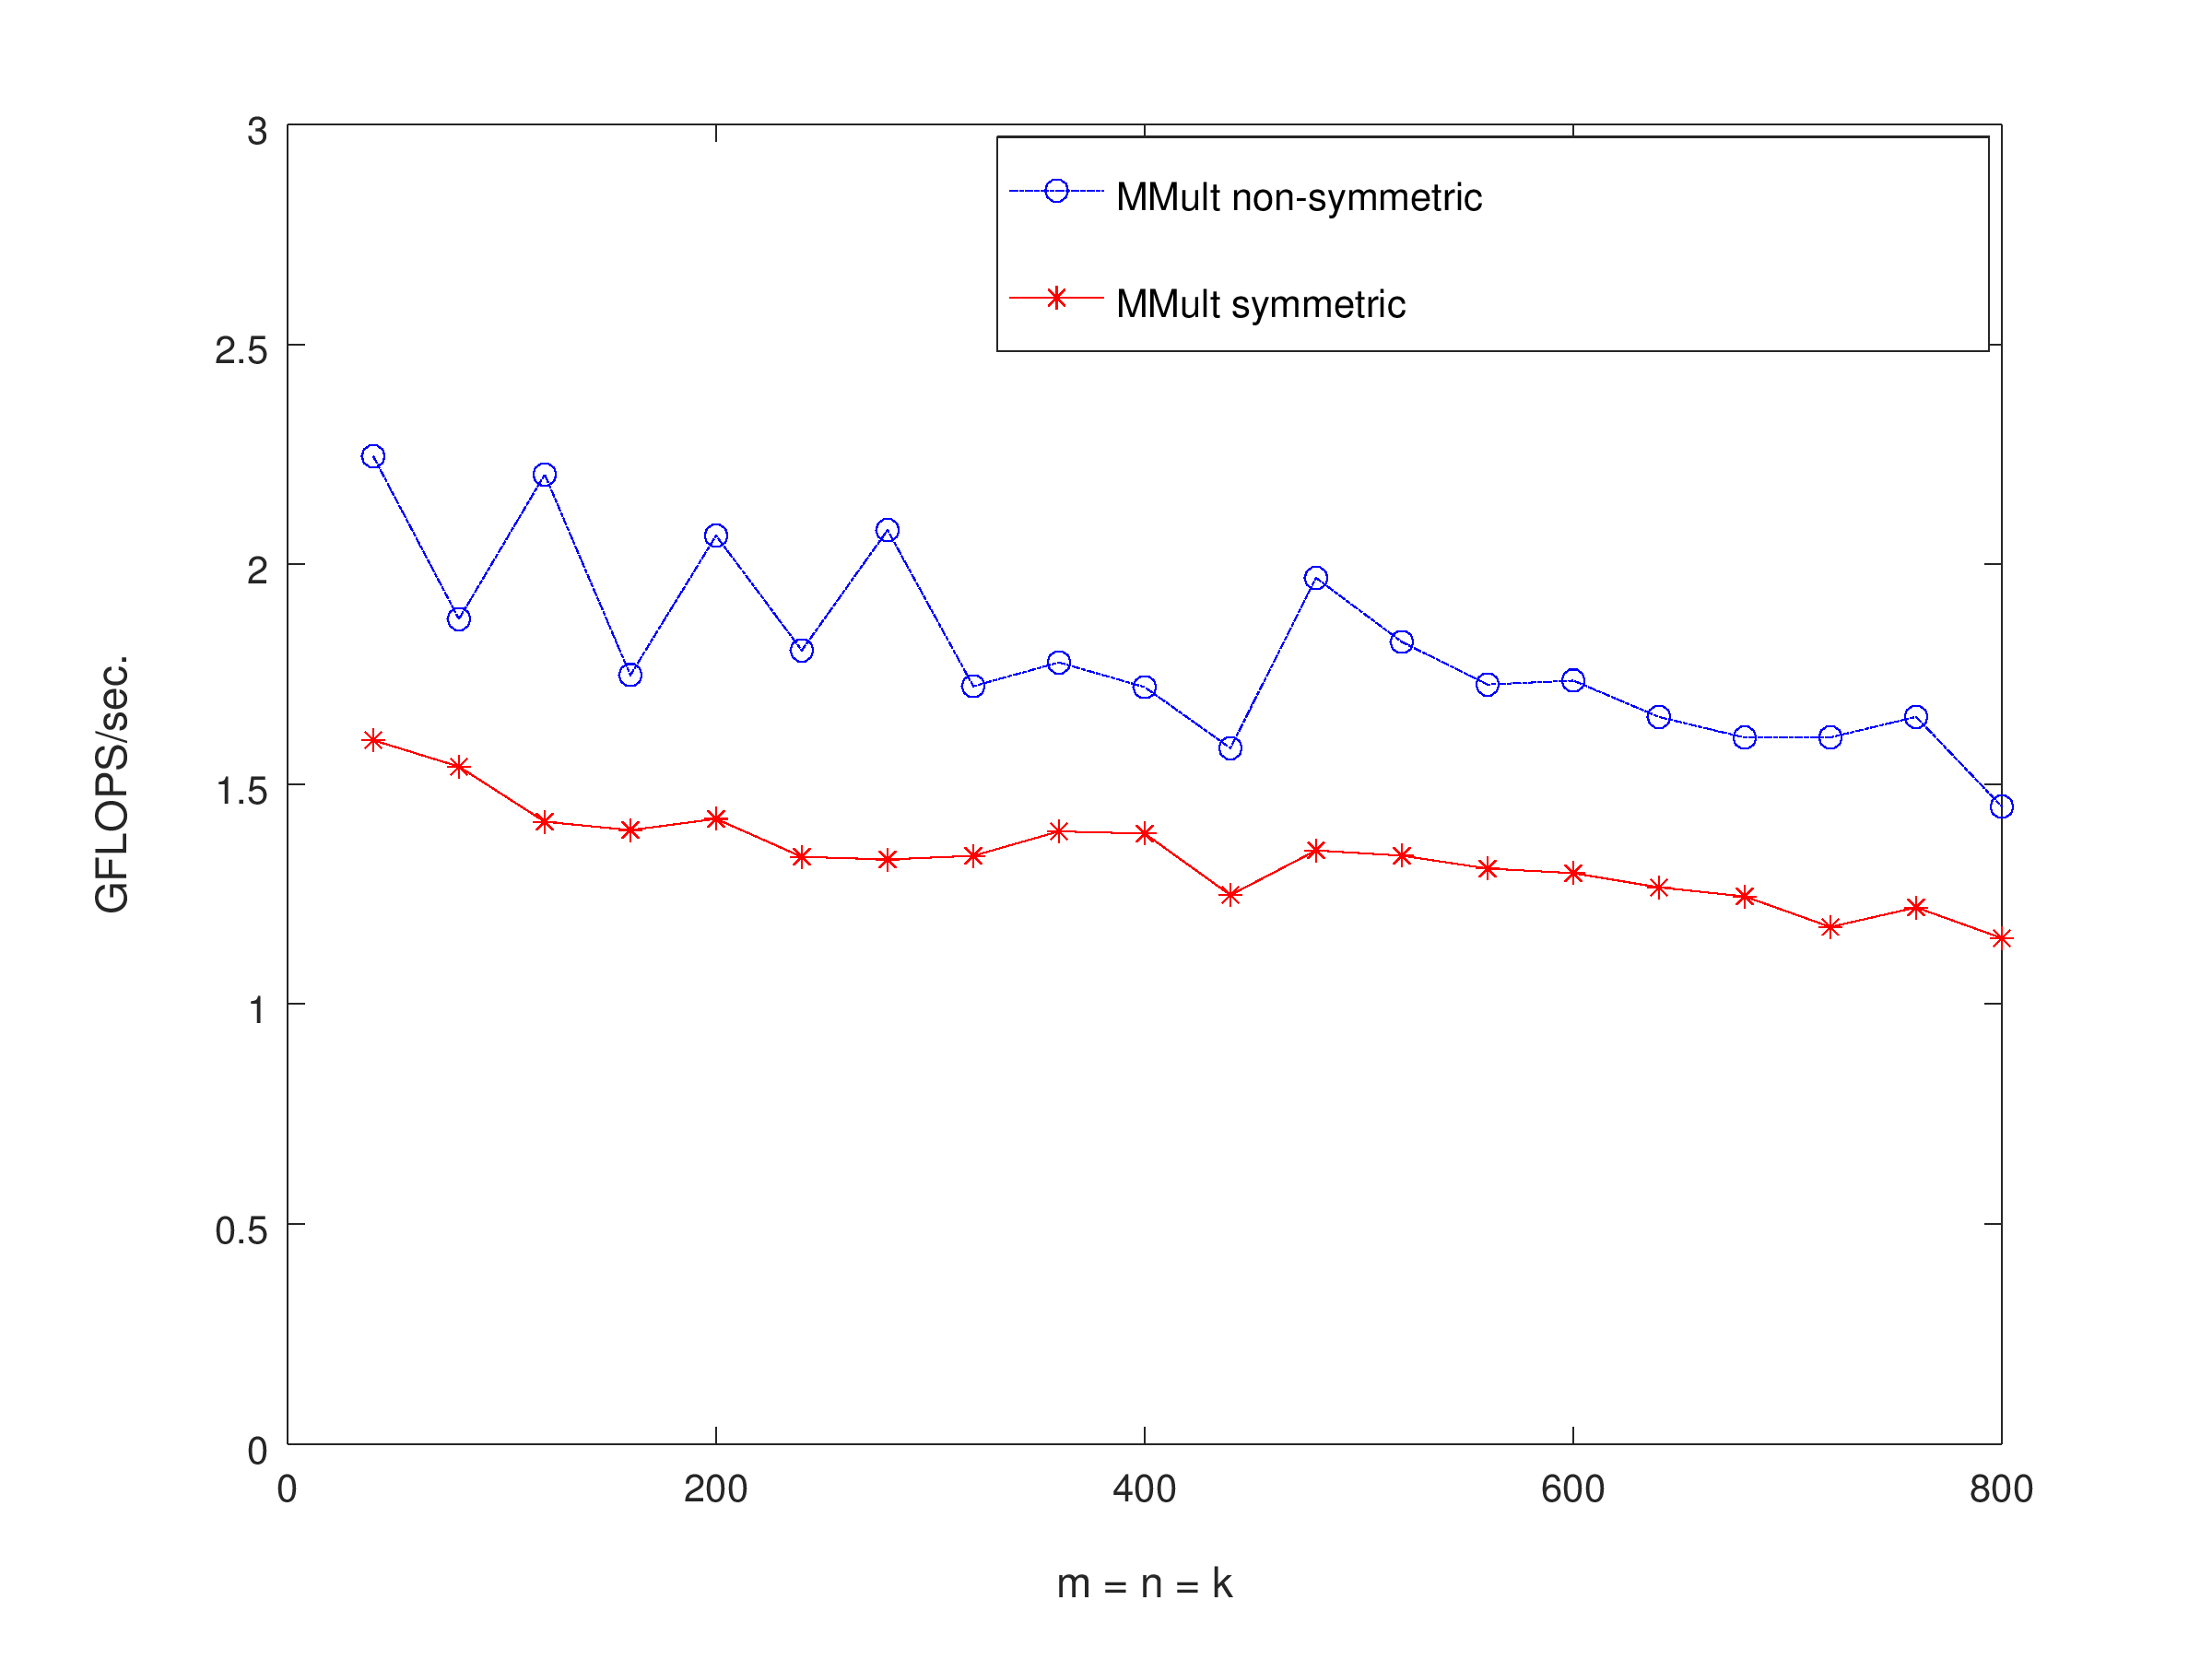 MMult non-symmetric
MMult symmetric
3
2.5
2
1.5
1
0.5
0
GFLOPS/sec.
0 200 400 600 800
m = n = k